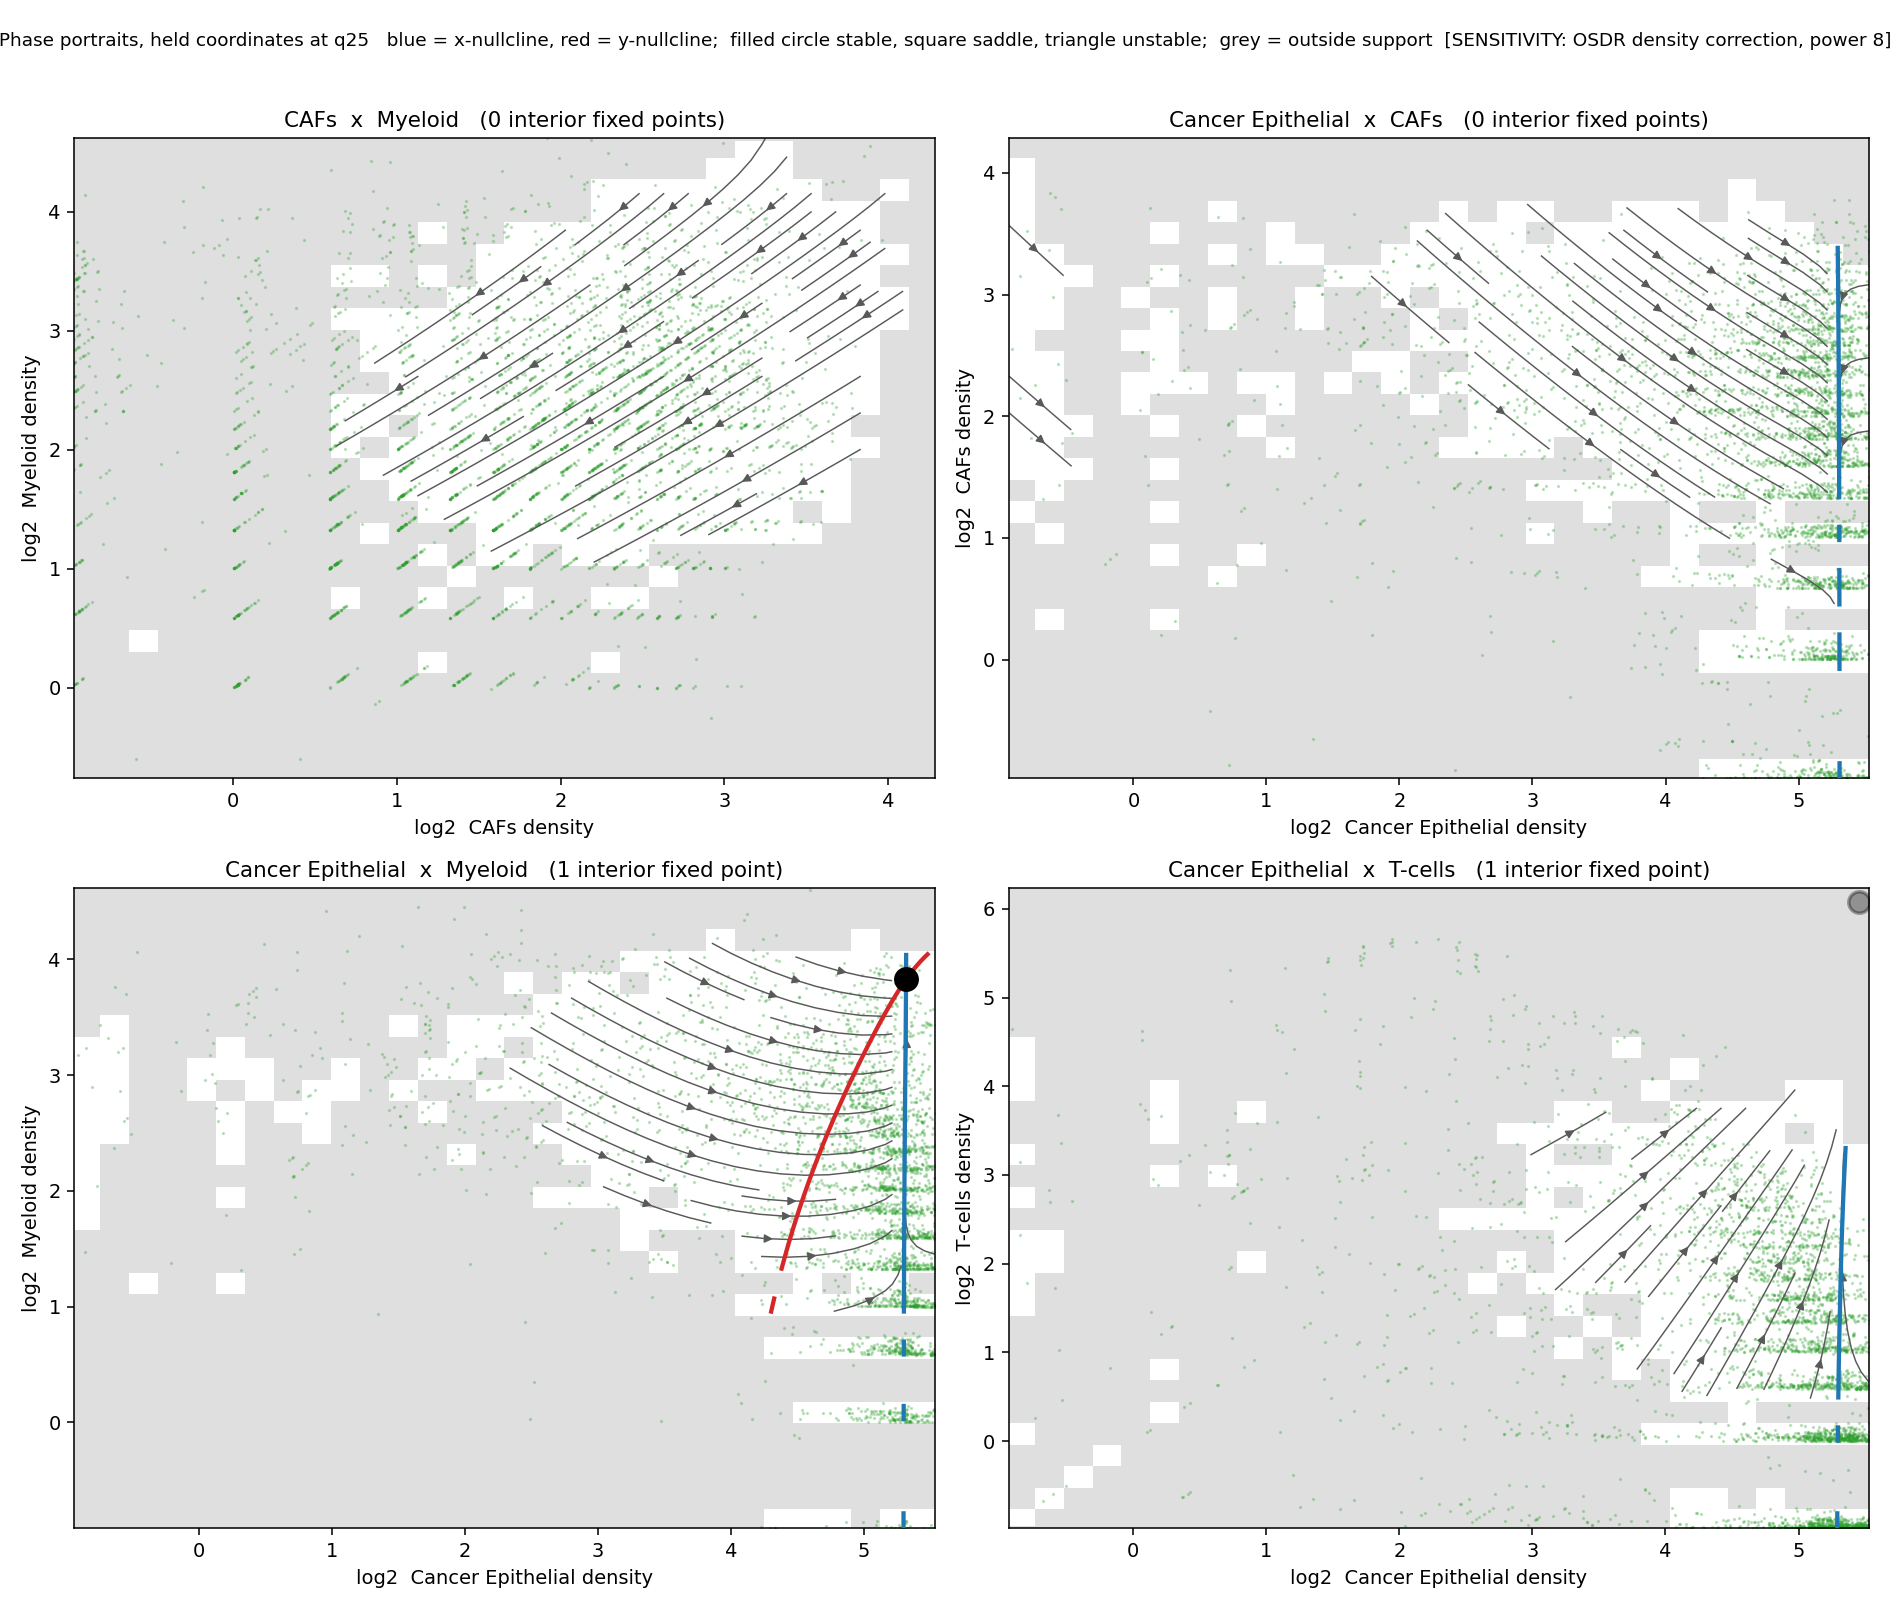 Phase portraits, held coordinates at q25   blue = x-nullcline, red = y-nullcline;  filled circle stable, square saddle, triangle unstable;  grey = outside support  [SENSITIVITY: OSDR density correction, power 8]
CAFs  x  Myeloid   (0 interior fixed points)
log2  Myeloid density
4
3
2
1
0
0 1 2 3 4
log2  CAFs density
Cancer Epithelial  x  CAFs   (0 interior fixed points)
log2  CAFs density
4
3
2
1
0
0 1 2 3 4 5
log2  Cancer Epithelial density
Cancer Epithelial  x  Myeloid   (1 interior fixed point)
log2  Myeloid density
4
3
2
1
0
0 1 2 3 4 5
log2  Cancer Epithelial density
Cancer Epithelial  x  T-cells   (1 interior fixed point)
log2  T-cells density
6
5
4
3
2
1
0
0 1 2 3 4 5
log2  Cancer Epithelial density